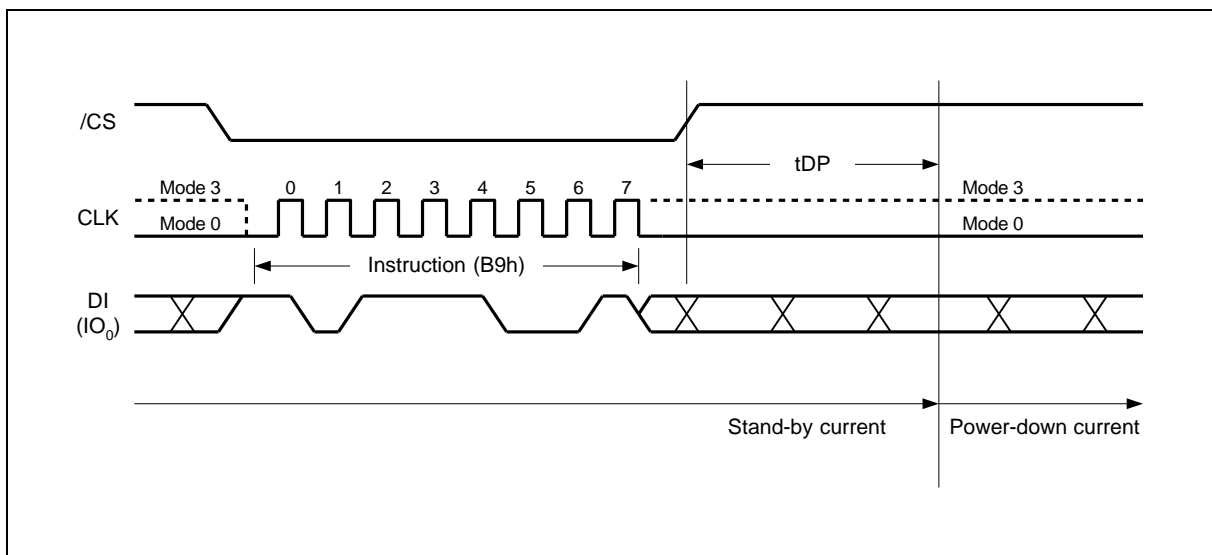 /CS
tDP
Mode 3
0 1 2 3 4 5 6 7
Mode 3
CLK
Mode 0
Mode 0
Instruction (B9h)
DI
(IO0)
Stand-by current
Power-down current